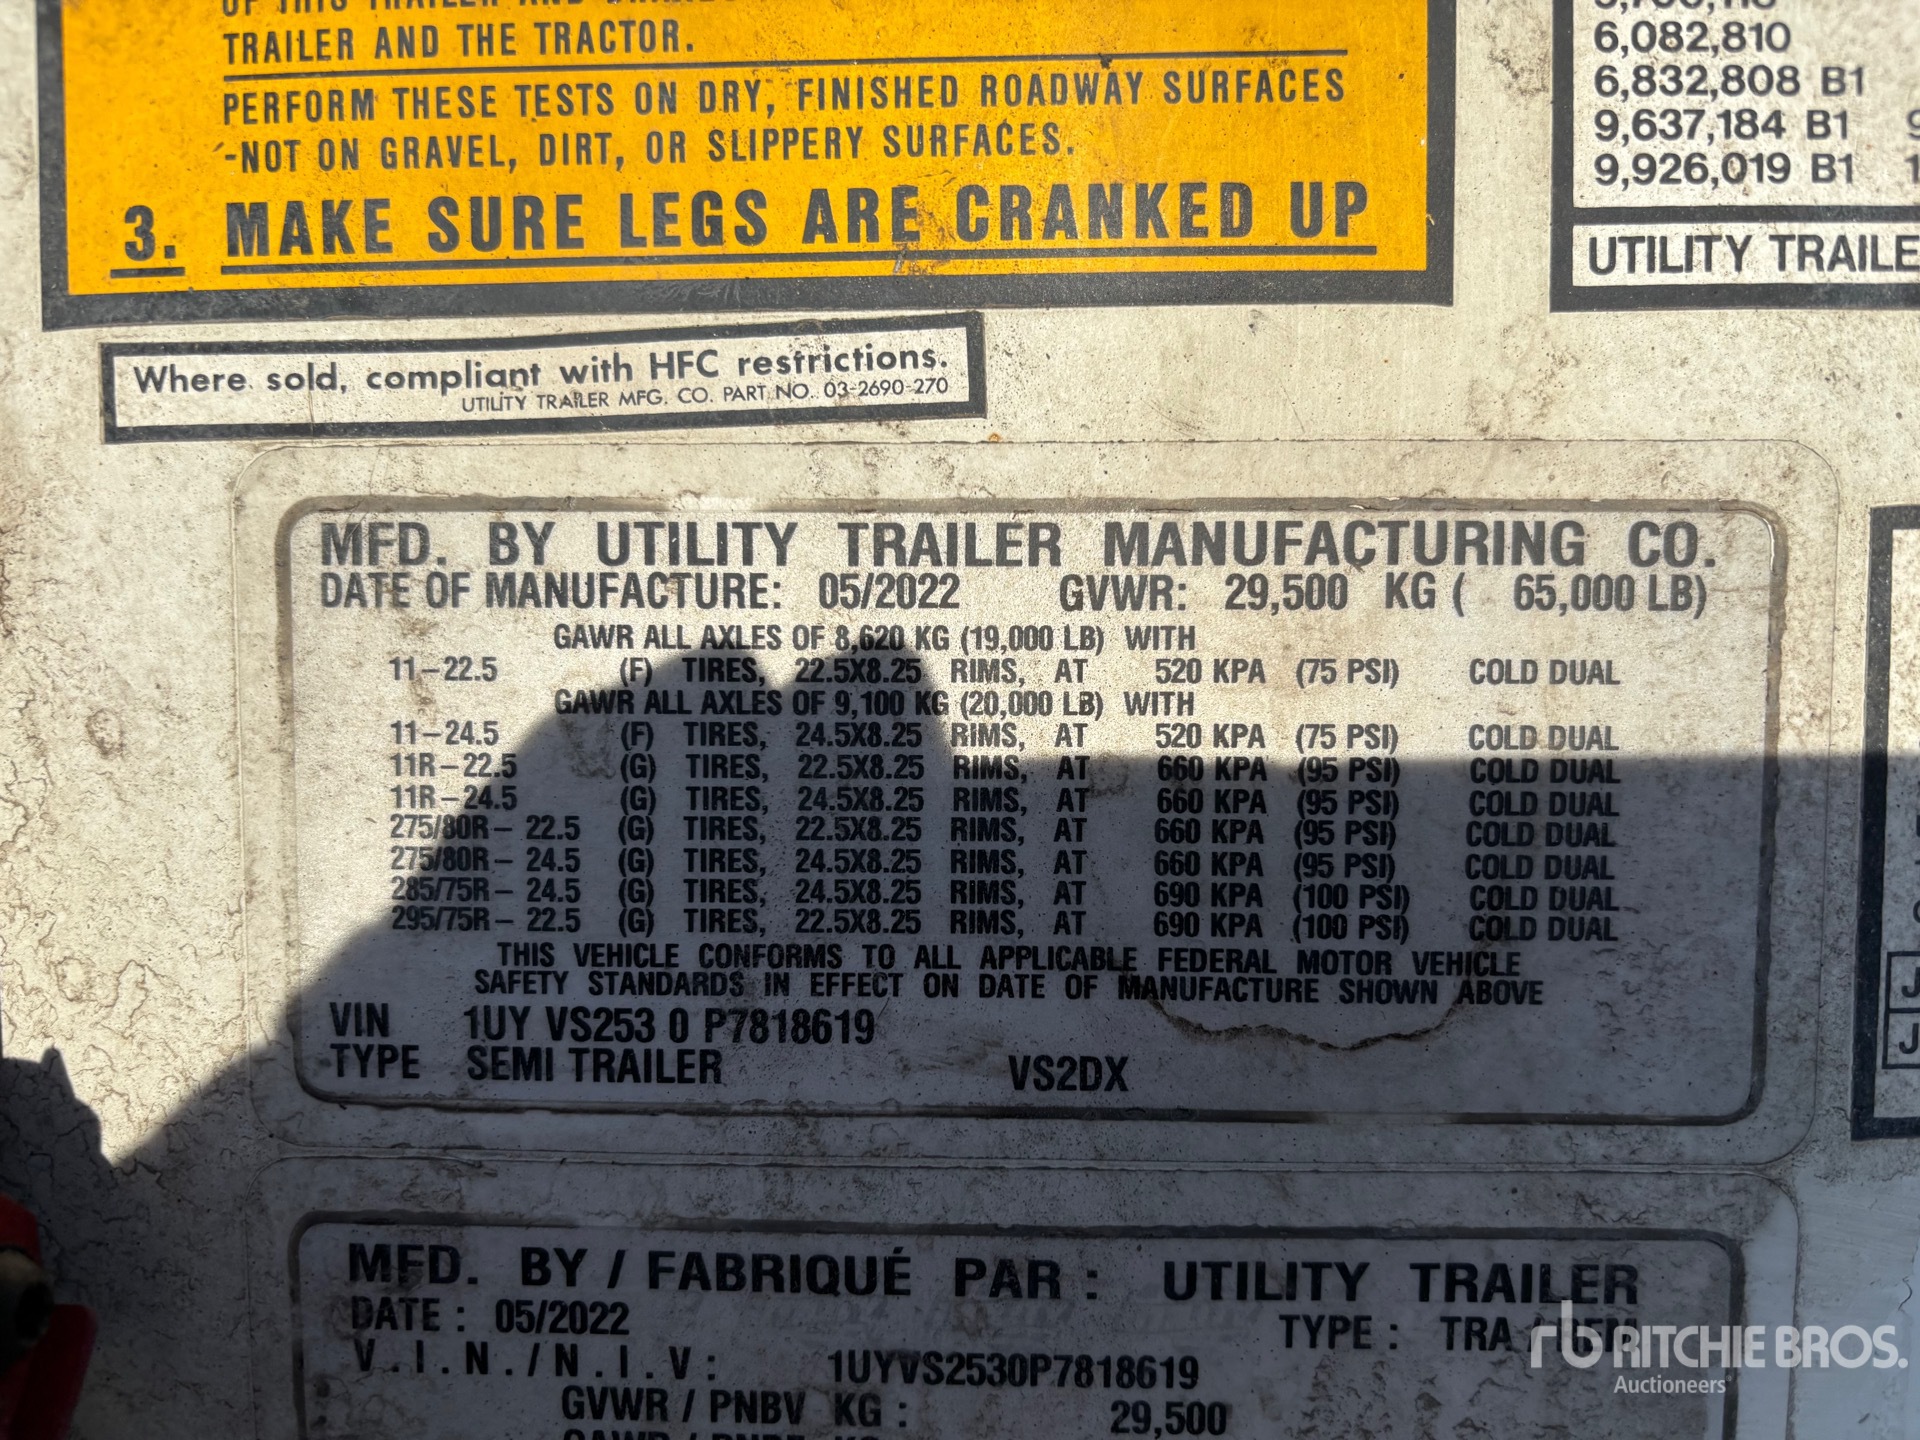 OF THIS TRAILER AND
TRAILER AND THE TRACTOR.
PERFORM THESE TESTS ON DRY, FINISHED ROADWAY SURFACES
-NOT ON GRAVEL, DIRT, OR SLIPPERY SURFACES.
3. MAKE SURE LEGS ARE CRANKED UP
6,082,810
6,832,808 B1
9,637,184 B1
9,926,019 B1
UTILITY TRAILE
Where sold, compliant with HFC restrictions.
UTILITY TRAILER MFG. CO. PART NO. 03-2690-270
MFD. BY UTILITY TRAILER MANUFACTURING CO.
DATE OF MANUFACTURE: 05/2022 GVWR: 29,500 KG ( 65,000 LB)
GAWR ALL AXLES OF 8,620 KG (19,000 LB) WITH
11-22.5 (F) TIRES, 22.5X8.25 RIMS, AT 520 KPA (75 PSI) COLD DUAL
GAWR ALL AXLES OF 9,100 KG (20,000 LB) WITH
11-24.5 (F) TIRES, 24.5X8.25 RIMS, AT 520 KPA (75 PSI) COLD DUAL
11R-22.5 (G) TIRES, 22.5X8.25 RIMS, AT 660 KPA (95 PSI) COLD DUAL
11R-24.5 (G) TIRES, 24.5X8.25 RIMS, AT 660 KPA (95 PSI) COLD DUAL
275/80R- 22.5 (G) TIRES, 22.5X8.25 RIMS, AT 660 KPA (95 PSI) COLD DUAL
275/80R- 24.5 (G) TIRES, 24.5X8.25 RIMS, AT 660 KPA (95 PSI) COLD DUAL
285/75R- 24.5 (G) TIRES, 24.5X8.25 RIMS, AT 690 KPA (100 PSI) COLD DUAL
295/75R- 22.5 (G) TIRES, 22.5X8.25 RIMS, AT 690 KPA (100 PSI) COLD DUAL
THIS VEHICLE CONFORMS TO ALL APPLICABLE FEDERAL MOTOR VEHICLE
SAFETY STANDARDS IN EFFECT ON DATE OF MANUFACTURE SHOWN ABOVE
VIN 1UY VS253 0 P7818619
TYPE SEMI TRAILER VS2DX
MFD. BY / FABRIQUÉ PAR : UTILITY TRAILER
DATE : 05/2022 TYPE : TRA / REM
V.I.N./N.I.V: 1UYVS2530P7818619
GVWR / PNBV KG : 29,500
rb RITCHIE BROS.
Auctioneers